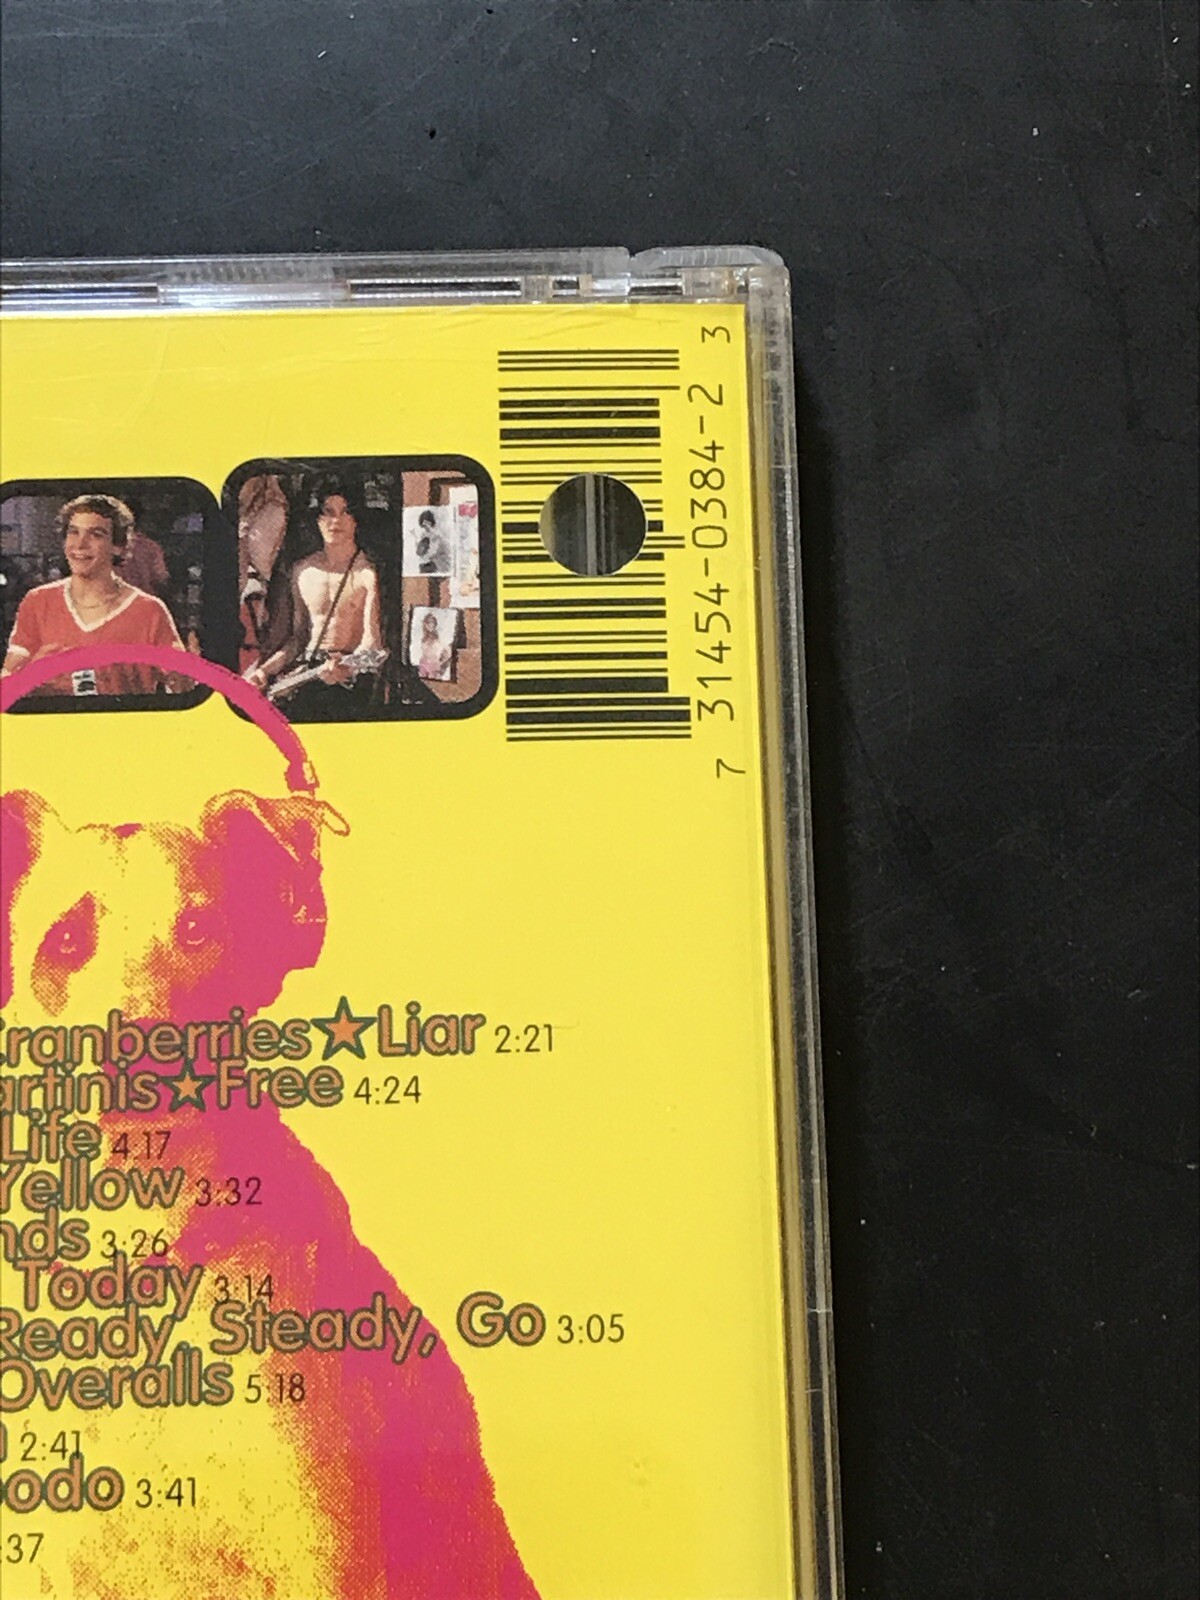 7 31454-0384-2 3
Cranberries★Liar 2:21
artinis★Free 4:24
Life 4:17
Yellow 3:32
nds 3:26
Today 3:14
Ready, Steady, Go 3:05
Overalls 5:18
2:41
odo 3:41
:37